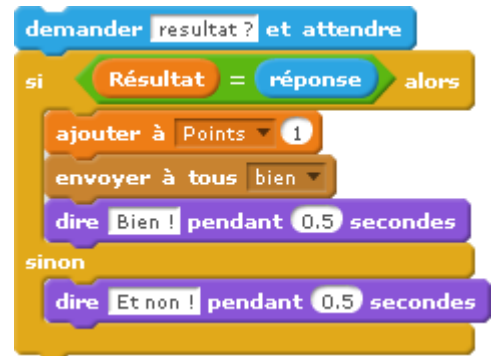 demander resultat ? et attendre
si Résultat = réponse alors
ajouter à Points 1
envoyer à tous bien
dire Bien ! pendant 0.5 secondes
sinon
dire Et non ! pendant 0.5 secondes